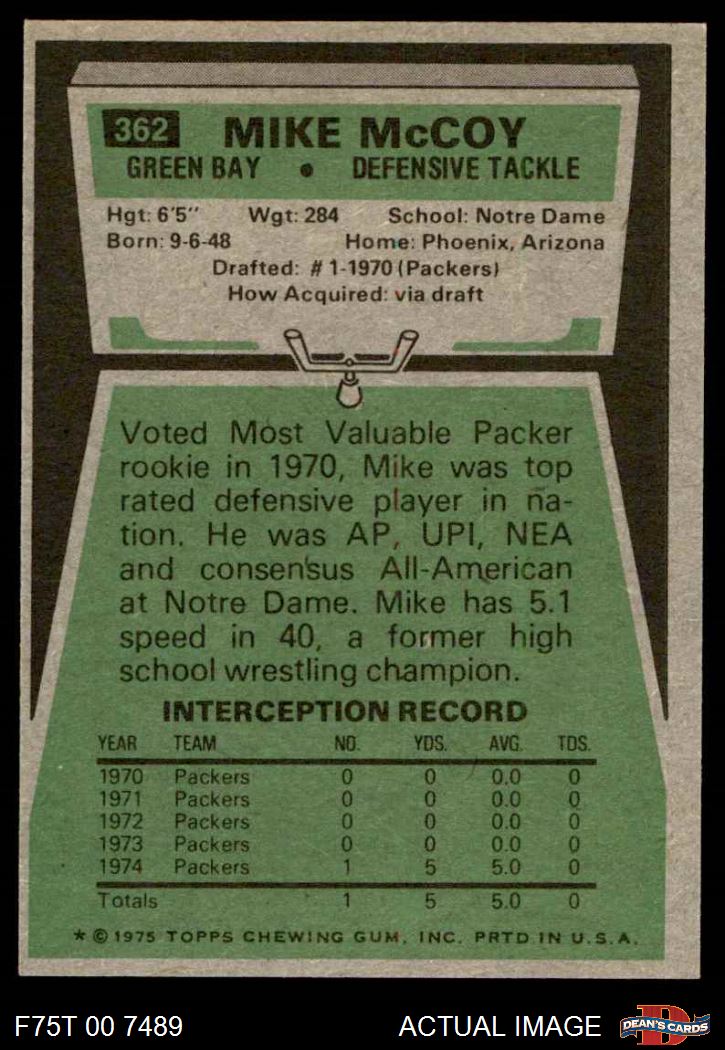 362 MIKE McCOY
GREEN BAY • DEFENSIVE TACKLE
Hgt: 6'5" Wgt: 284 School: Notre Dame
Born: 9-6-48 Home: Phoenix, Arizona
Drafted: #1-1970 (Packers)
How Acquired: via draft
Voted Most Valuable Packer
rookie in 1970, Mike was top
rated defensive player in na-
tion. He was AP, UPI, NEA
and consensus All-American
at Notre Dame. Mike has 5.1
speed in 40, a former high
school wrestling champion.
INTERCEPTION RECORD
YEAR TEAM NO. YDS. AVG. TDS.
1970 Packers 0 0 0.0 0
1971 Packers 0 0 0.0 0
1972 Packers 0 0 0.0 0
1973 Packers 0 0 0.0 0
1974 Packers 1 5 5.0 0
Totals 1 5 5.0 0
* © 1975 TOPPS CHEWING GUM, INC. PRTD IN U.S.A.
F75T 00 7489 ACTUAL IMAGE D DEAN'S CARDS